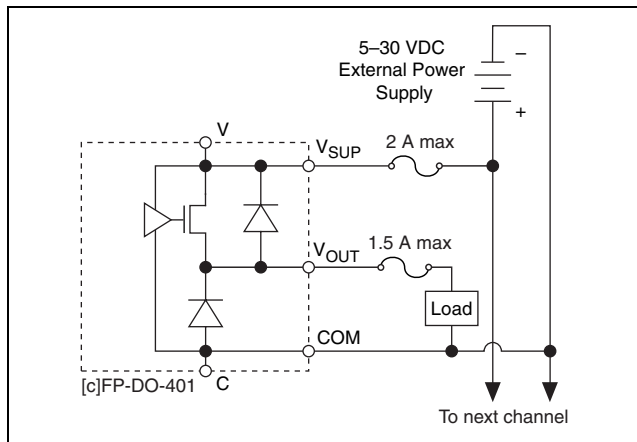 5–30 VDC
External Power
Supply
–
+
V
VSUP
2 A max
VOUT
1.5 A max
Load
COM
[c]FP-DO-401
C
To next channel